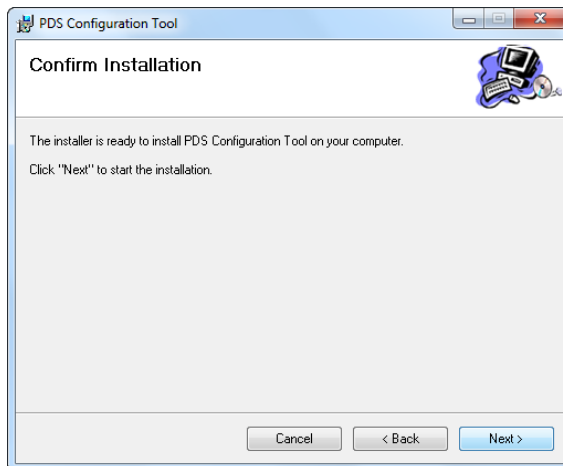 PDS Configuration Tool
Confirm Installation
The installer is ready to install PDS Configuration Tool on your computer.
Click "Next" to start the installation.
Cancel
< Back
Next >